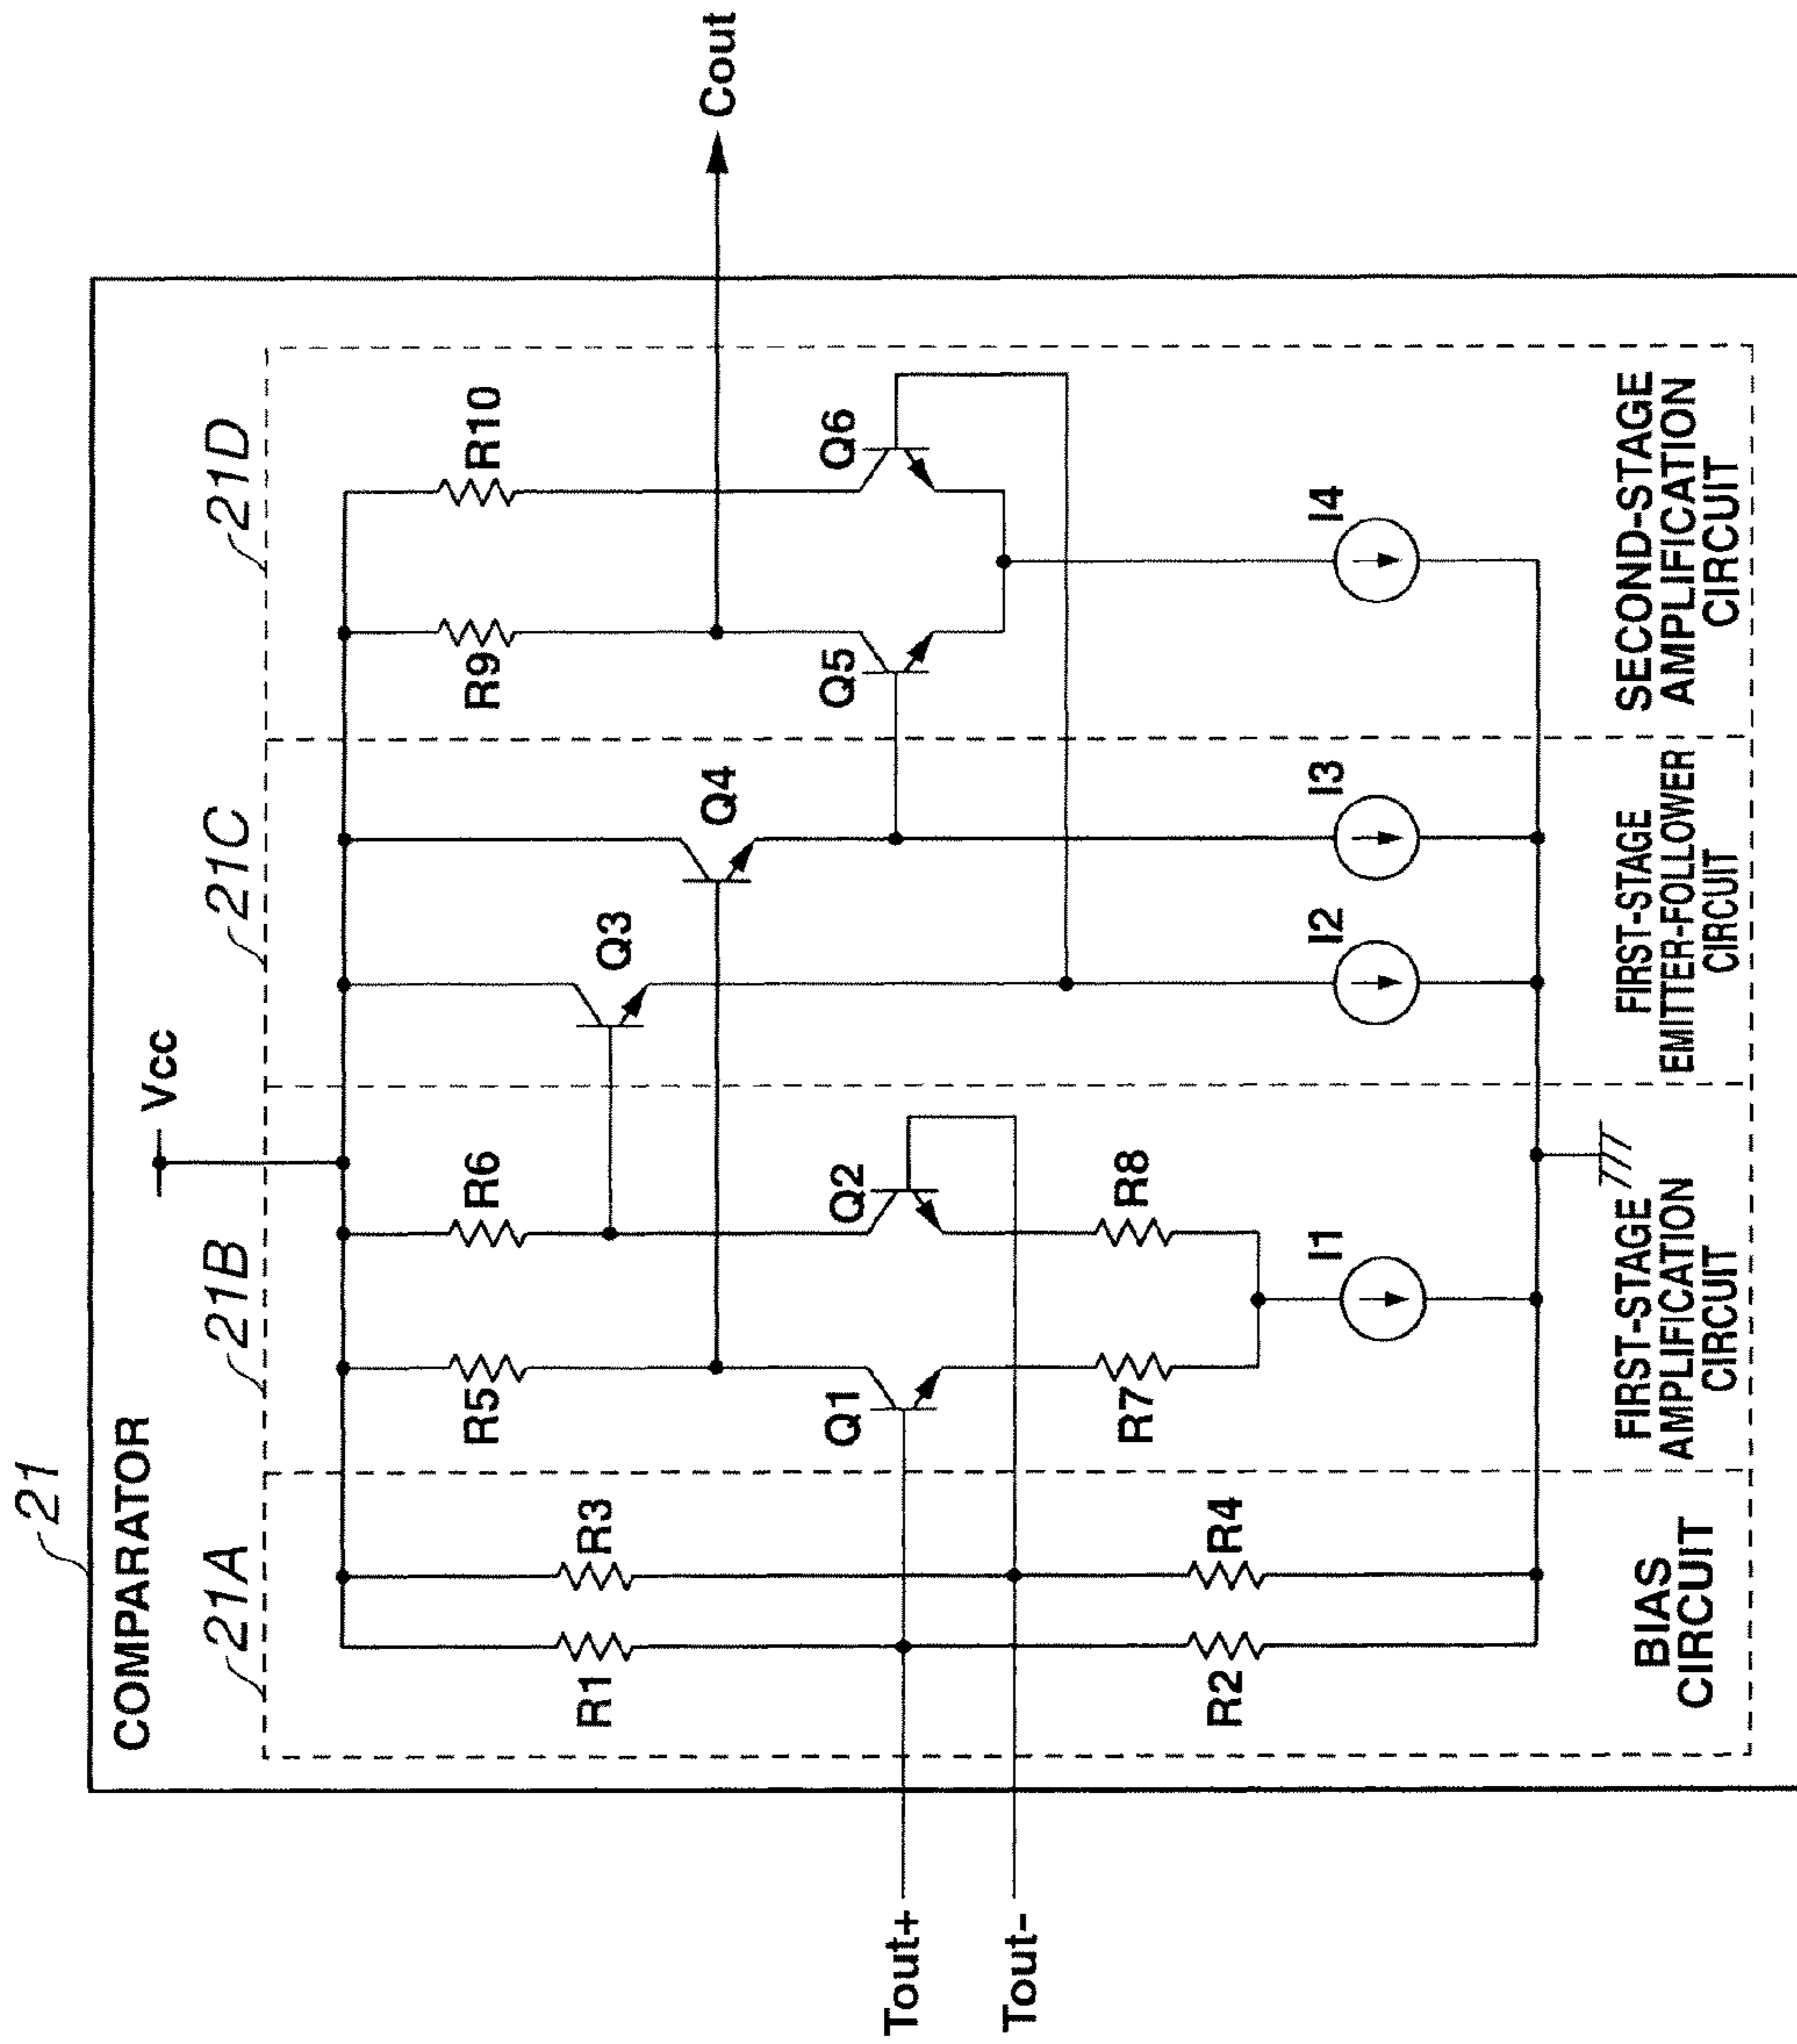 21
COMPARATOR
Vcc
21A
21B
21C
21D
R1
R3
R5
R6
Q3
Q4
R9
R10
Cout
Tout+
Tout-
Q1
Q2
Q5
Q6
R2
R4
R7
R8
I1
I2
I3
I4
BIAS
CIRCUIT
FIRST-STAGE
AMPLIFICATION
CIRCUIT
FIRST-STAGE
EMITTER-FOLLOWER
CIRCUIT
SECOND-STAGE
AMPLIFICATION
CIRCUIT